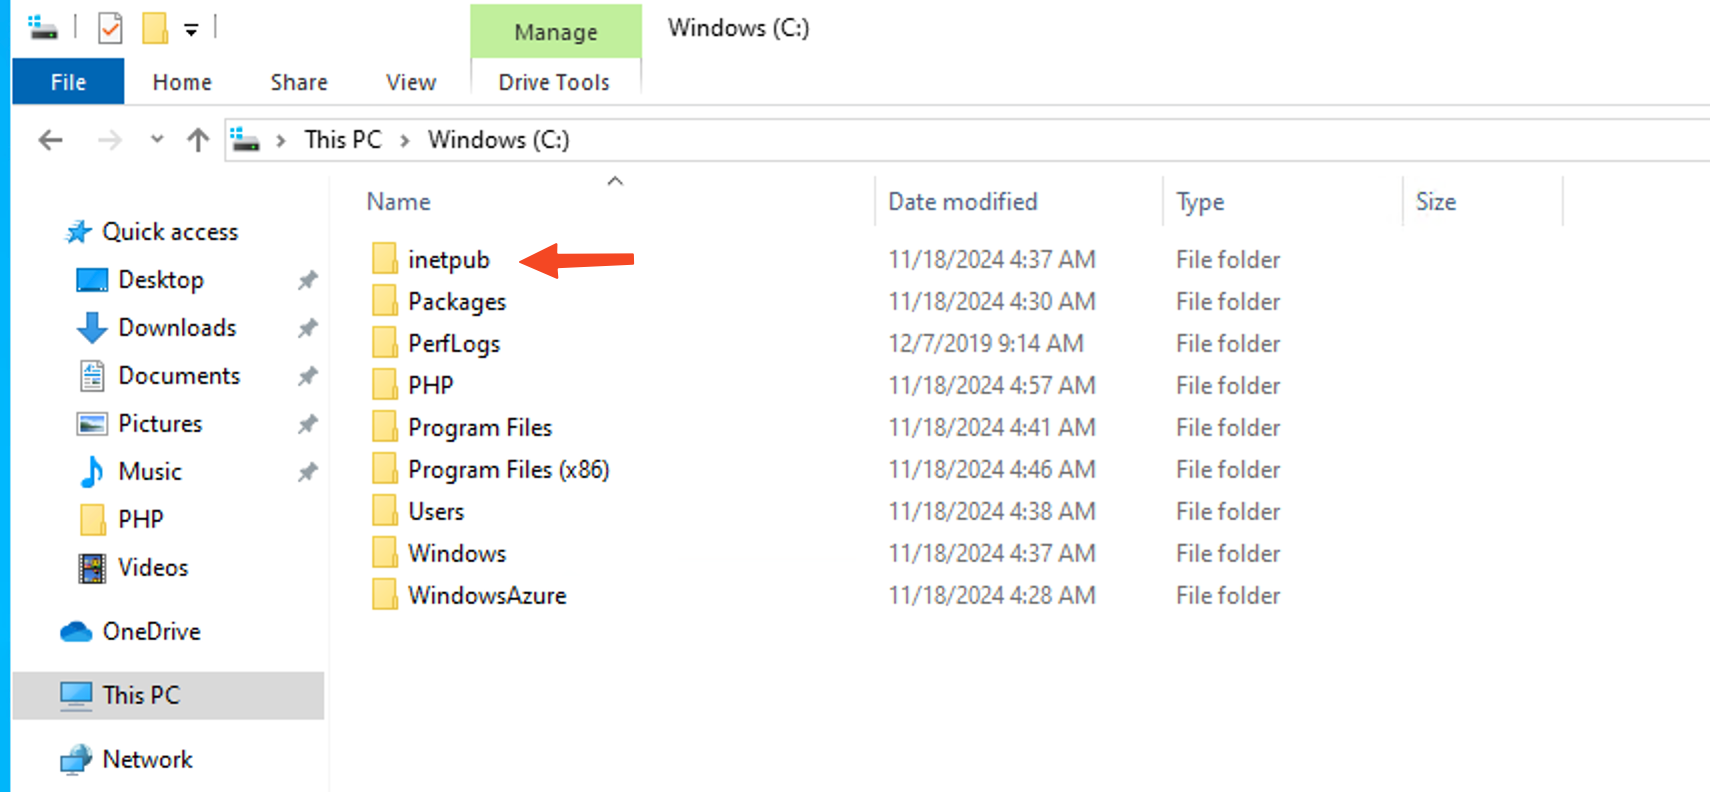 Manage Windows (C:)
File Home Share View Drive Tools
This PC Windows (C:)
Name Date modified Type Size
Quick access
Desktop
Downloads
Documents
Pictures
Music
PHP
Videos
OneDrive
This PC
Network
inetpub 11/18/2024 4:37 AM File folder
Packages 11/18/2024 4:30 AM File folder
PerfLogs 12/7/2019 9:14 AM File folder
PHP 11/18/2024 4:57 AM File folder
Program Files 11/18/2024 4:41 AM File folder
Program Files (x86) 11/18/2024 4:46 AM File folder
Users 11/18/2024 4:38 AM File folder
Windows 11/18/2024 4:37 AM File folder
WindowsAzure 11/18/2024 4:28 AM File folder